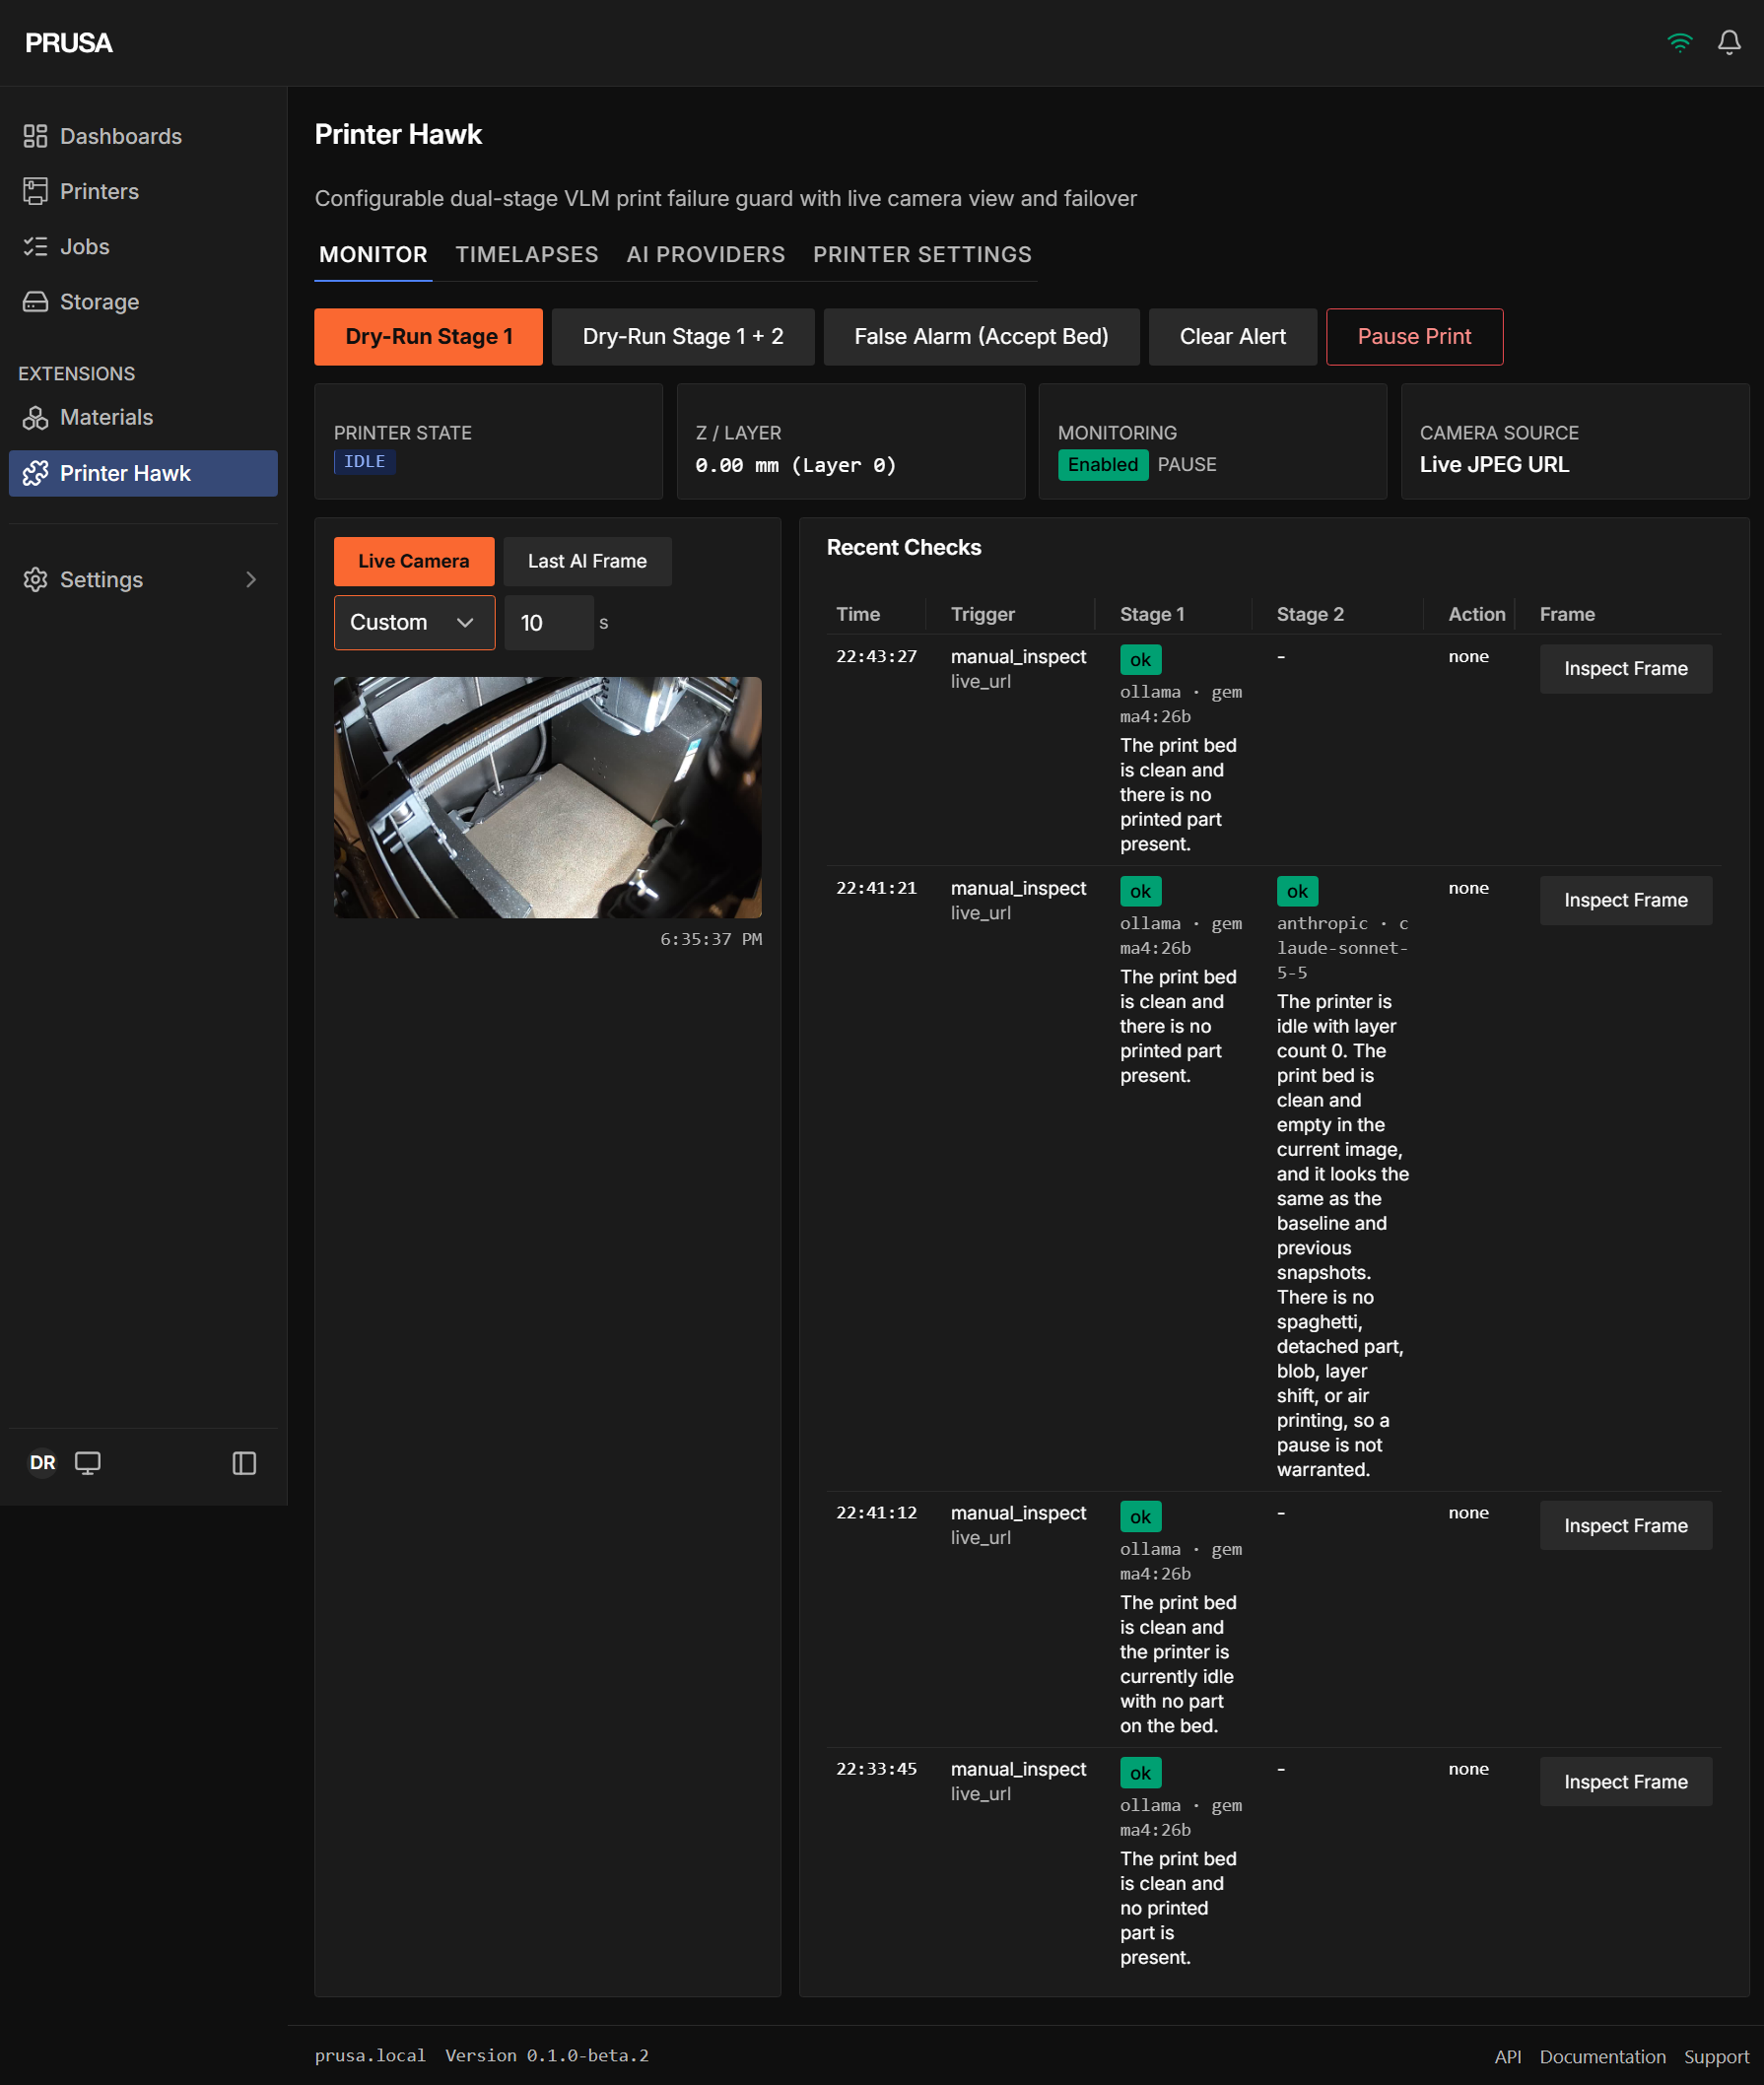 PRUSA
Dashboards
Printers
Jobs
Storage
EXTENSIONS
Materials
Printer Hawk
Settings
DR
Printer Hawk
Configurable dual-stage VLM print failure guard with live camera view and failover
MONITOR TIMELAPSES AI PROVIDERS PRINTER SETTINGS
Dry-Run Stage 1 Dry-Run Stage 1 + 2 False Alarm (Accept Bed) Clear Alert Pause Print
PRINTER STATE
IDLE
Z / LAYER
0.00 mm (Layer 0)
MONITORING
Enabled PAUSE
CAMERA SOURCE
Live JPEG URL
Live Camera Last AI Frame
Custom 10 s
6:35:37 PM
Recent Checks
Time Trigger Stage 1 Stage 2 Action Frame
22:43:27
manual_inspect
live_url
ok
ollama · gem
ma4:26b
The print bed
is clean and
there is no
printed part
present.
-
none
Inspect Frame
22:41:21
manual_inspect
live_url
ok
ollama · gem
ma4:26b
The print bed
is clean and
there is no
printed part
present.
ok
anthropic · c
laude-sonnet-
5-5
The printer is
idle with layer
count 0. The
print bed is
clean and
empty in the
current image,
and it looks the
same as the
baseline and
previous
snapshots.
There is no
spaghetti,
detached part,
blob, layer
shift, or air
printing, so a
pause is not
warranted.
none
Inspect Frame
22:41:12
manual_inspect
live_url
ok
ollama · gem
ma4:26b
The print bed
is clean and
the printer is
currently idle
with no part
on the bed.
-
none
Inspect Frame
22:33:45
manual_inspect
live_url
ok
ollama · gem
ma4:26b
The print bed
is clean and
no printed
part is
present.
-
none
Inspect Frame
prusa.local Version 0.1.0-beta.2
API Documentation Support